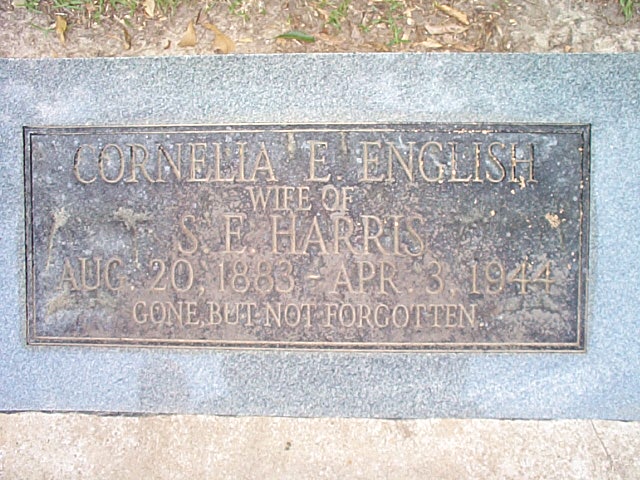 CORNELIA E. ENGLISH
WIFE OF
S. E. HARRIS
AUG. 20, 1883 - APR. 3, 1944
GONE, BUT NOT FORGOTTEN